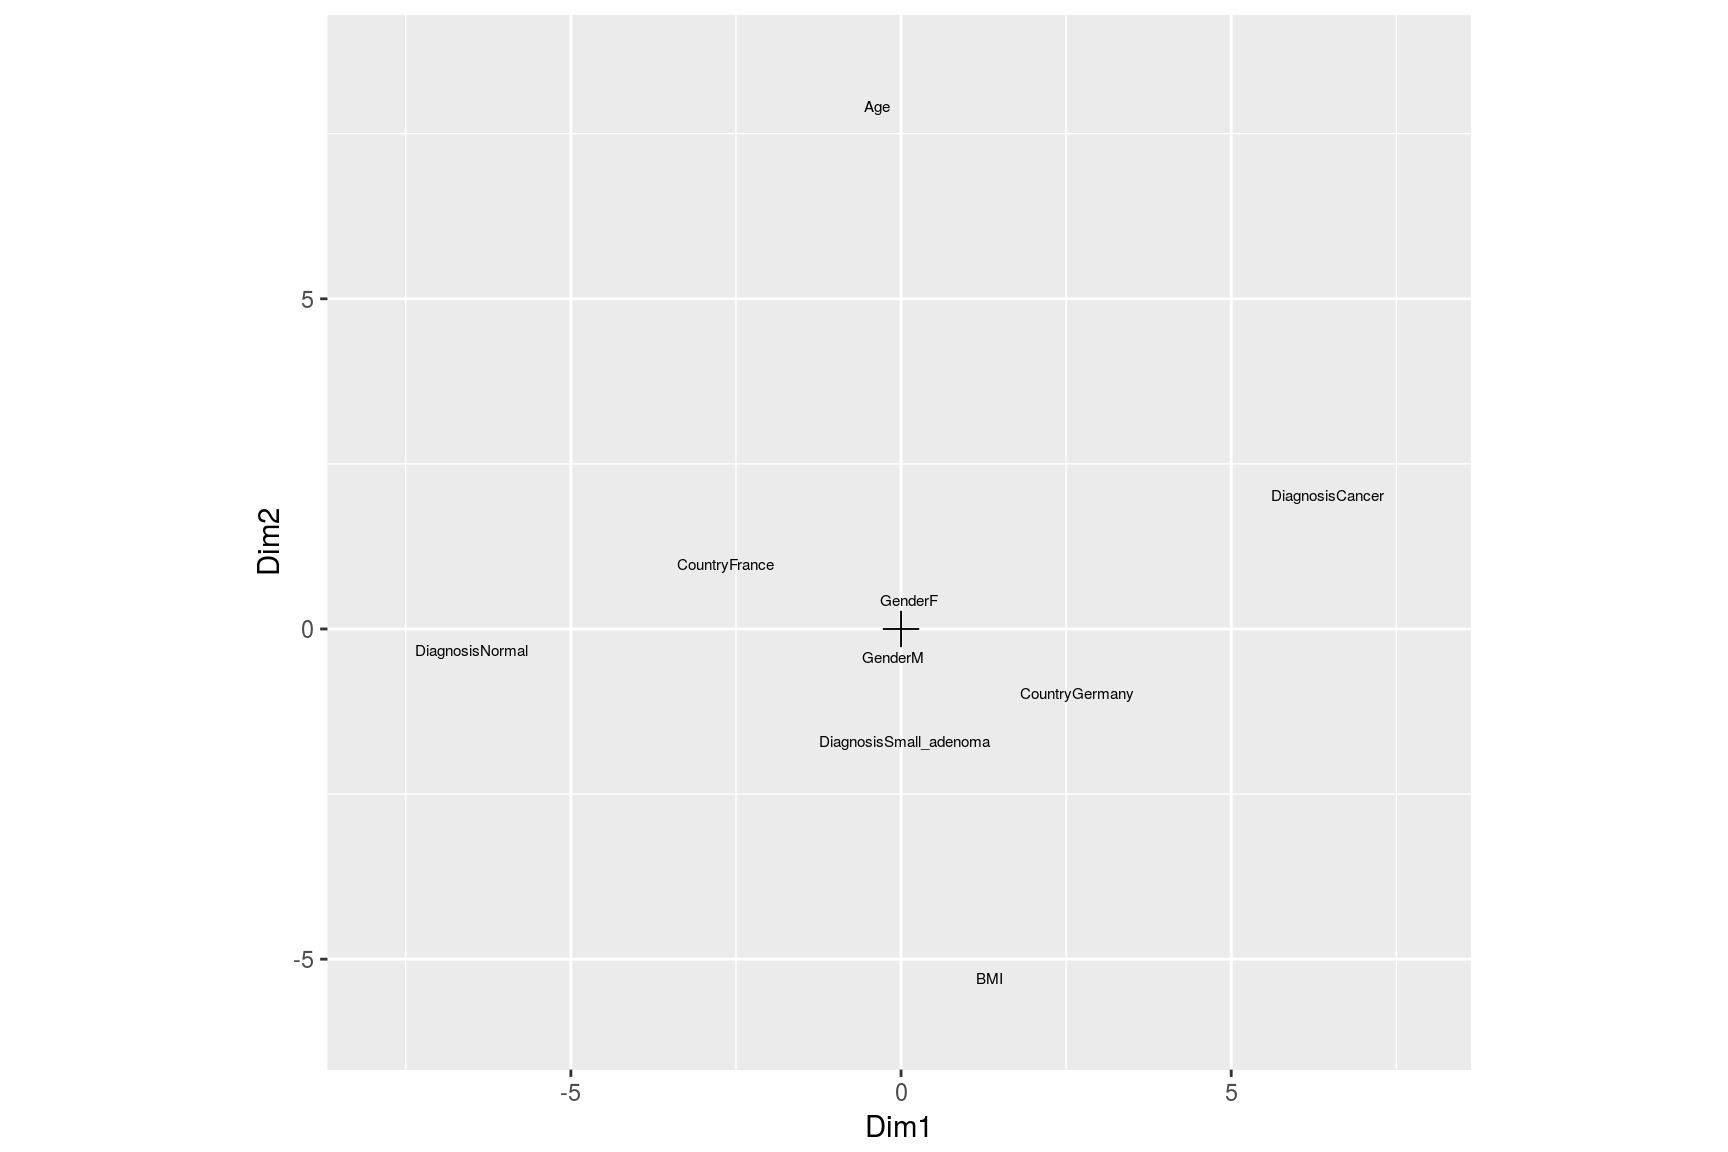 Age
5
DiagnosisCancer
CountryFrance
GenderF
0
DiagnosisNormal
GenderM
CountryGermany
DiagnosisSmall_adenoma
-5
BMI
-5 0 5
Dim1
Dim2